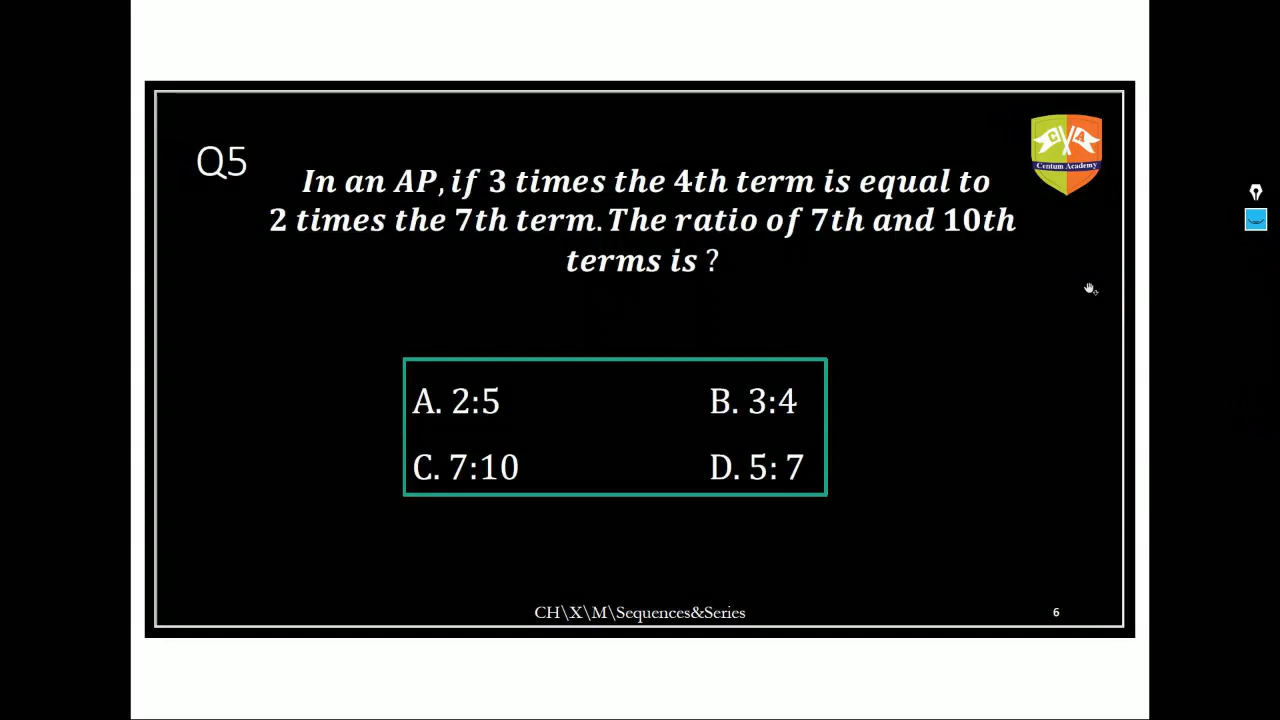 Q5
In an AP, if 3 times the 4th term is equal to
2 times the 7th term. The ratio of 7th and 10th
terms is ?
C A
Centum Academy
A. 2:5 B. 3:4
C. 7:10 D. 5: 7
CH\X\M\Sequences&Series 6